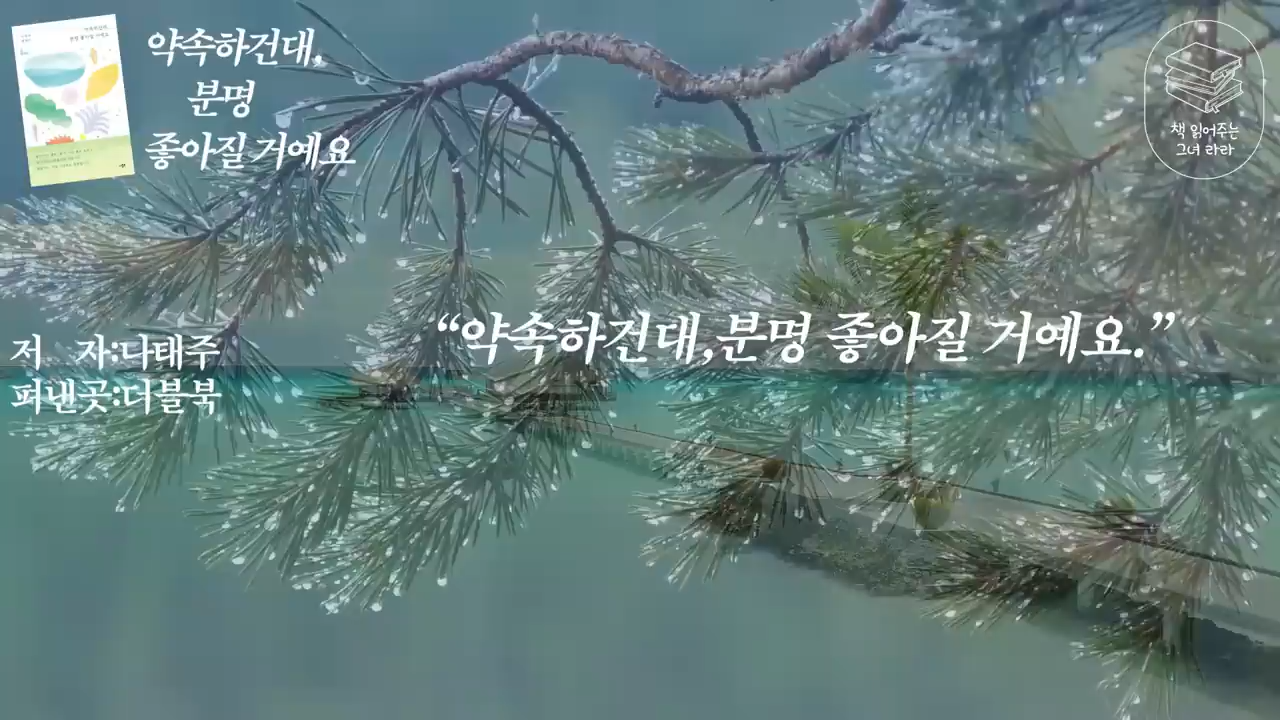 약속하건대,
분명
좋아질 거예요
책 읽어주는
그녀 라라
“약속하건대,분명 좋아질 거예요.”
저 자:나태주
펴낸곳:더블북